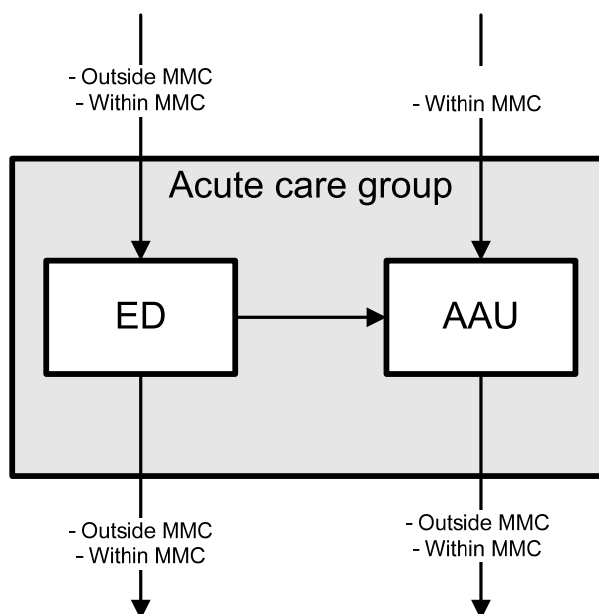 - Outside MMC
- Within MMC
- Within MMC
Acute care group
ED
AAU
- Outside MMC
- Within MMC
- Outside MMC
- Within MMC